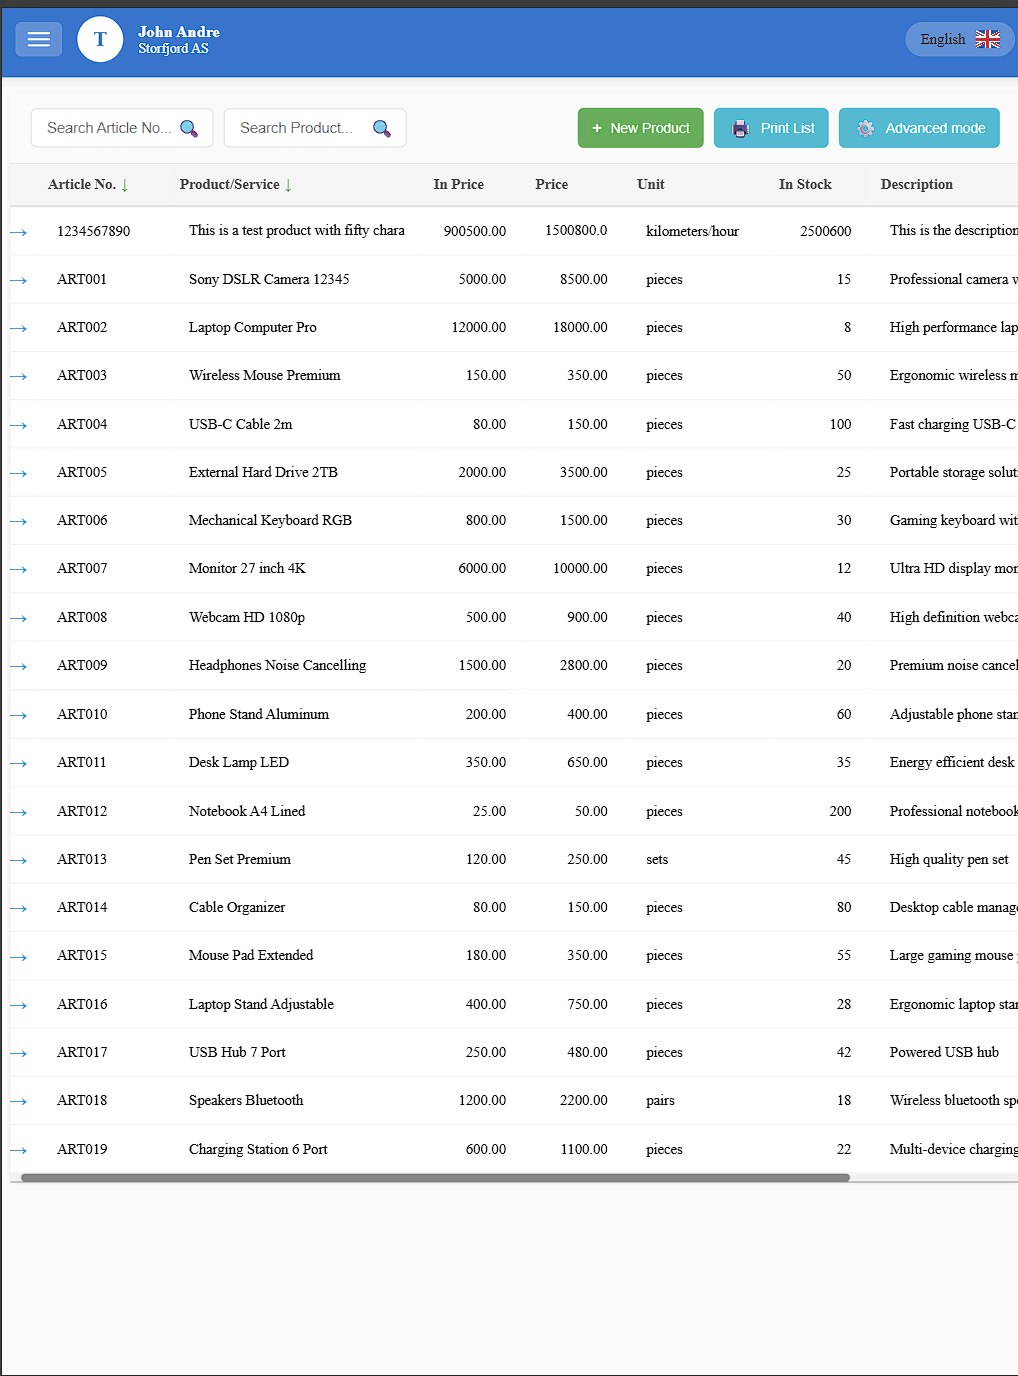 T
John Andre
Storfjord AS
English
Search Article No...
Search Product...
+ New Product
Print List
Advanced mode
Article No. ↓ Product/Service ↓ In Price Price Unit In Stock Description
→ 1234567890 This is a test product with fifty chara 900500.00 1500800.0 kilometers/hour 2500600 This is the description
→ ART001 Sony DSLR Camera 12345 5000.00 8500.00 pieces 15 Professional camera w
→ ART002 Laptop Computer Pro 12000.00 18000.00 pieces 8 High performance lap
→ ART003 Wireless Mouse Premium 150.00 350.00 pieces 50 Ergonomic wireless m
→ ART004 USB-C Cable 2m 80.00 150.00 pieces 100 Fast charging USB-C
→ ART005 External Hard Drive 2TB 2000.00 3500.00 pieces 25 Portable storage solut
→ ART006 Mechanical Keyboard RGB 800.00 1500.00 pieces 30 Gaming keyboard wit
→ ART007 Monitor 27 inch 4K 6000.00 10000.00 pieces 12 Ultra HD display mon
→ ART008 Webcam HD 1080p 500.00 900.00 pieces 40 High definition webca
→ ART009 Headphones Noise Cancelling 1500.00 2800.00 pieces 20 Premium noise cancel
→ ART010 Phone Stand Aluminum 200.00 400.00 pieces 60 Adjustable phone stan
→ ART011 Desk Lamp LED 350.00 650.00 pieces 35 Energy efficient desk
→ ART012 Notebook A4 Lined 25.00 50.00 pieces 200 Professional notebook
→ ART013 Pen Set Premium 120.00 250.00 sets 45 High quality pen set
→ ART014 Cable Organizer 80.00 150.00 pieces 80 Desktop cable manage
→ ART015 Mouse Pad Extended 180.00 350.00 pieces 55 Large gaming mouse
→ ART016 Laptop Stand Adjustable 400.00 750.00 pieces 28 Ergonomic laptop stan
→ ART017 USB Hub 7 Port 250.00 480.00 pieces 42 Powered USB hub
→ ART018 Speakers Bluetooth 1200.00 2200.00 pairs 18 Wireless bluetooth spe
→ ART019 Charging Station 6 Port 600.00 1100.00 pieces 22 Multi-device charging